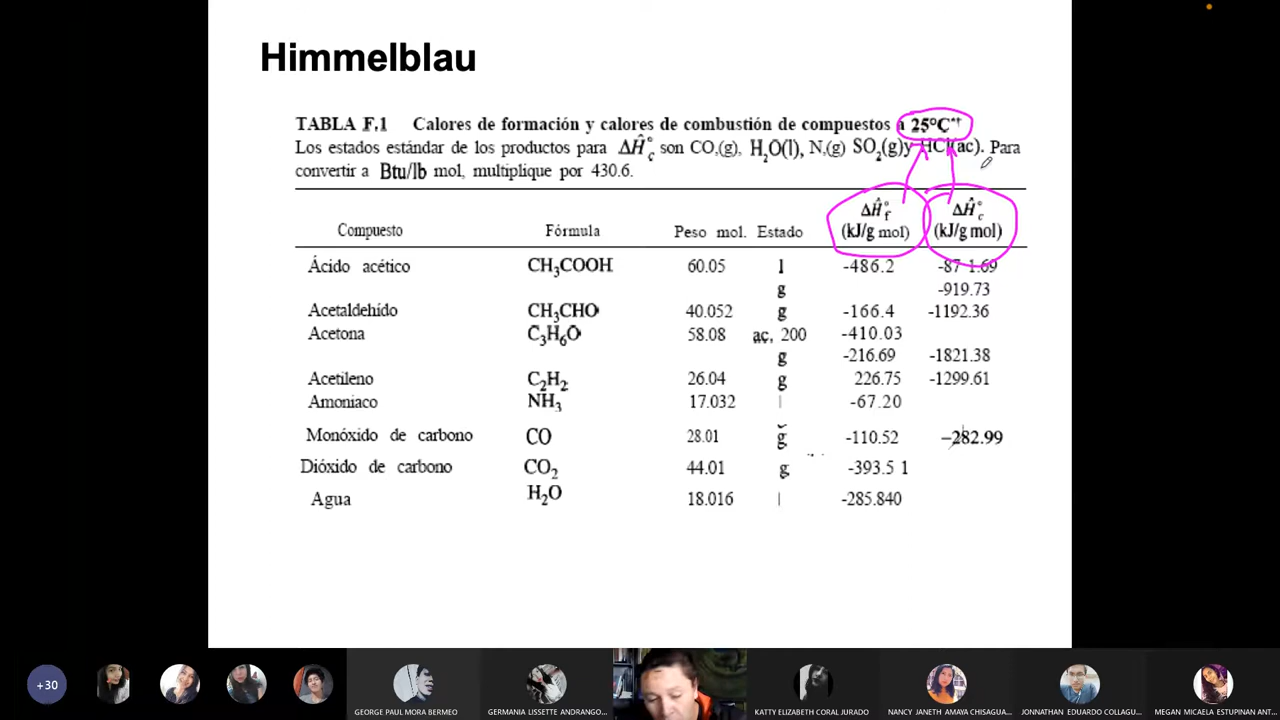 Himmelblau
TABLA F.1 Calores de formación y calores de combustión de compuestos a 25°C*†
Los estados estándar de los productos para ΔĤ°c son CO,(g), H2O(l), N,(g) SO2(g)y HCl(ac). Para
convertir a Btu/lb mol, multiplique por 430.6.
Compuesto Fórmula Peso mol. Estado ΔĤ°f (kJ/g mol) ΔĤ°c (kJ/g mol)
Ácido acético CH3COOH 60.05 l -486.2 -87 1.69
g -919.73
Acetaldehído CH3CHO 40.052 g -166.4 -1192.36
Acetona C3H6O 58.08 ac, 200 -410.03
g -216.69 -1821.38
Acetileno C2H2 26.04 g 226.75 -1299.61
Amoniaco NH3 17.032 l -67.20
Monóxido de carbono CO 28.01 g -110.52 -282.99
Dióxido de carbono CO2 44.01 g -393.5 1
Agua H2O 18.016 l -285.840
+30
GEORGE PAUL MORA BERMEO
GERMANIA LISSETTE ANDRANGO...
KATTY ELIZABETH CORAL JURADO
NANCY JANETH AMAYA CHISAGUA...
JONNATHAN EDUARDO COLLAGU...
MEGAN MICAELA ESTUPINAN ANT...